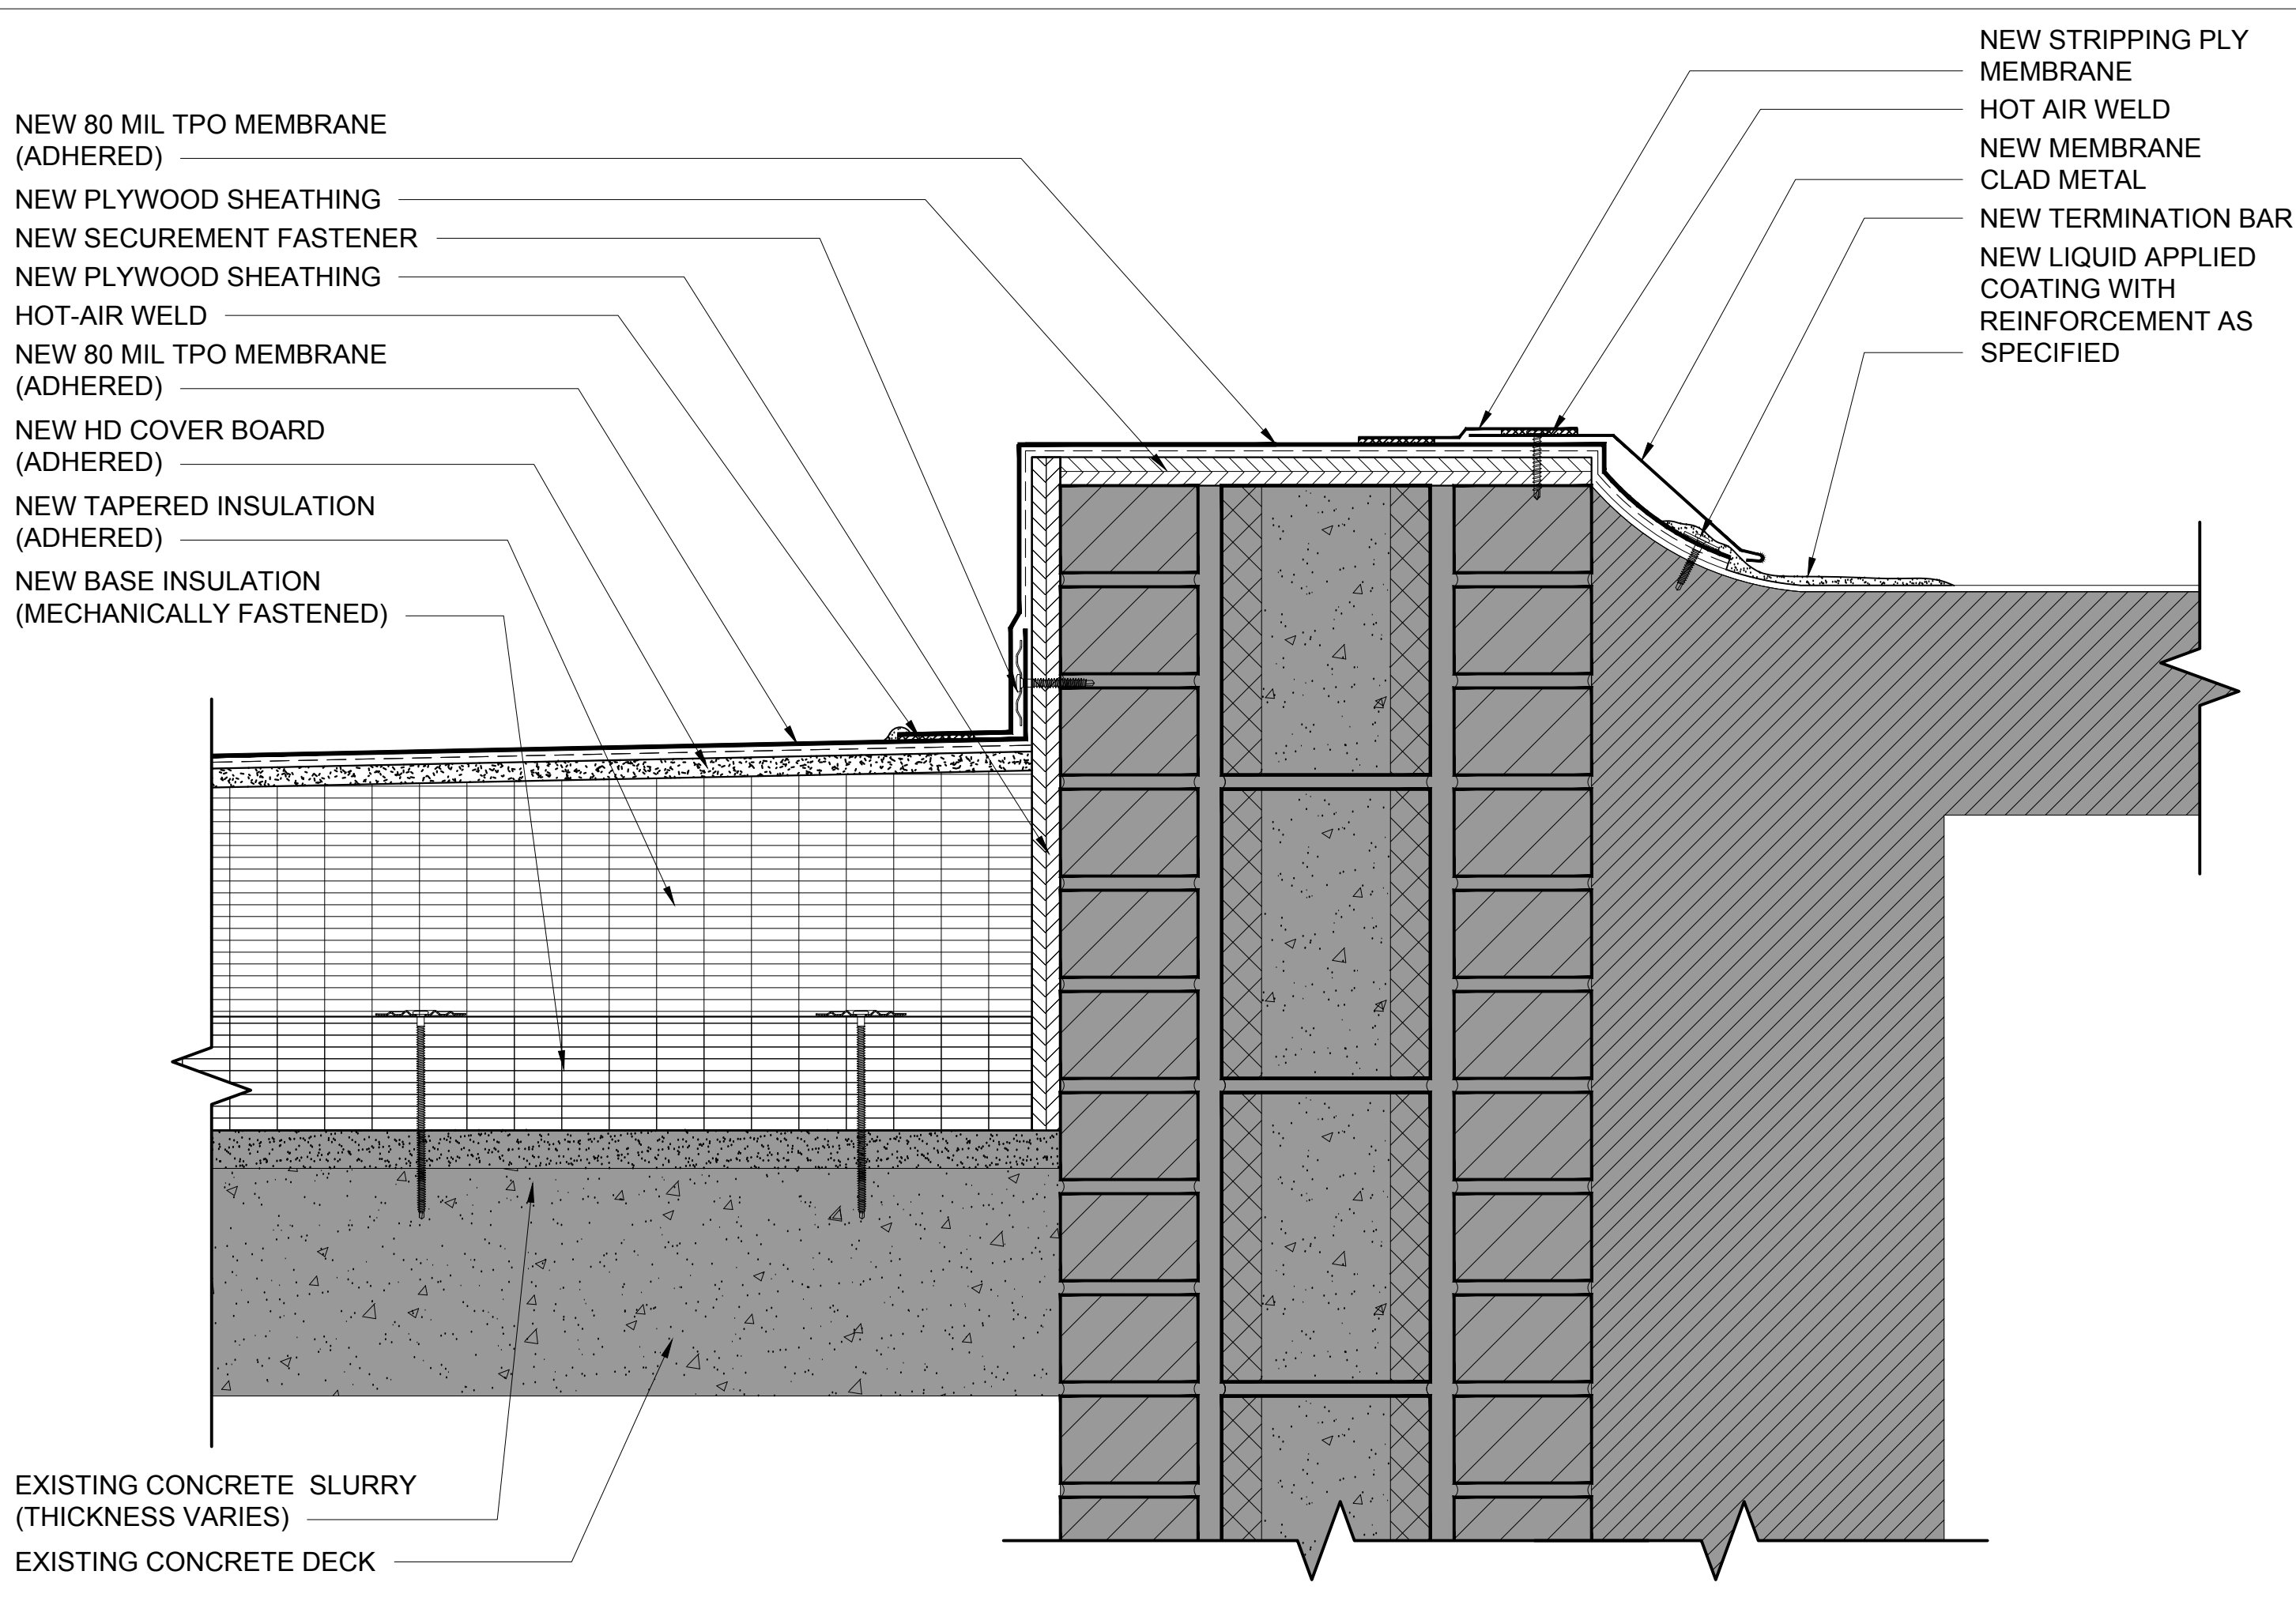 NEW 80 MIL TPO MEMBRANE
(ADHERED)
NEW PLYWOOD SHEATHING
NEW SECUREMENT FASTENER
NEW PLYWOOD SHEATHING
HOT-AIR WELD
NEW 80 MIL TPO MEMBRANE
(ADHERED)
NEW HD COVER BOARD
(ADHERED)
NEW TAPERED INSULATION
(ADHERED)
NEW BASE INSULATION
(MECHANICALLY FASTENED)
EXISTING CONCRETE SLURRY
(THICKNESS VARIES)
EXISTING CONCRETE DECK
NEW STRIPPING PLY
MEMBRANE
HOT AIR WELD
NEW MEMBRANE
CLAD METAL
NEW TERMINATION BAR
NEW LIQUID APPLIED
COATING WITH
REINFORCEMENT AS
SPECIFIED